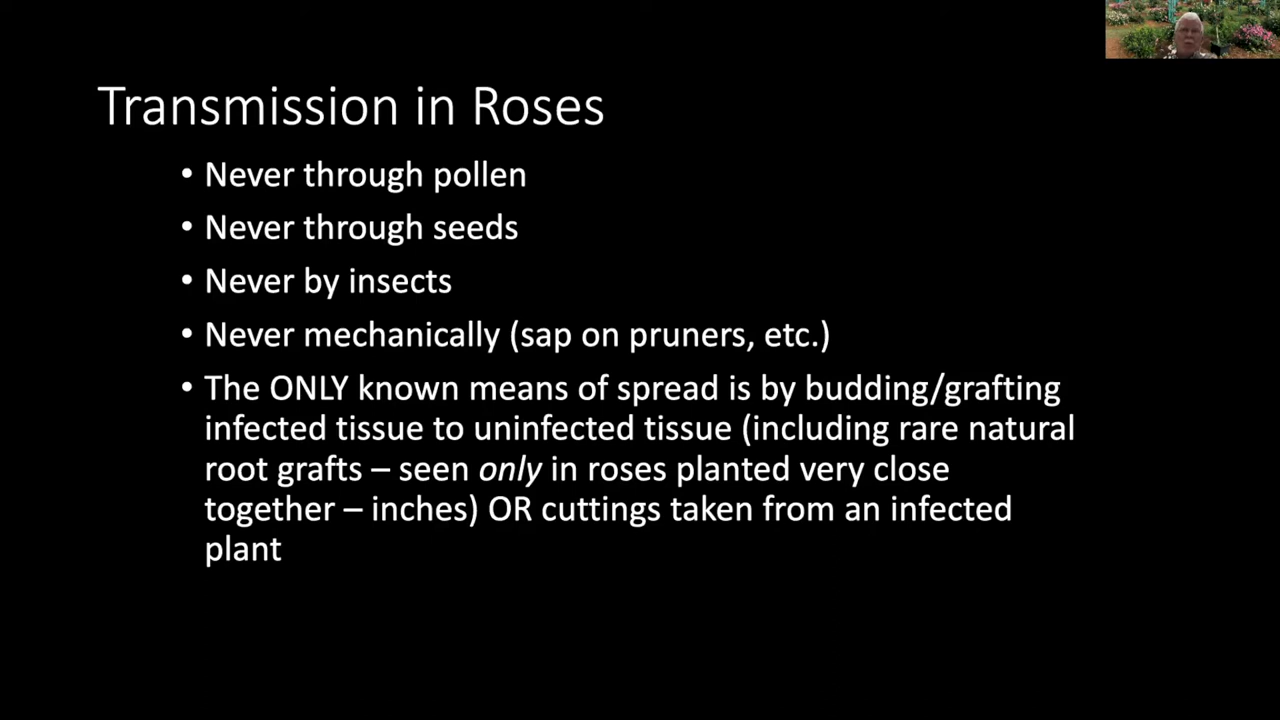 Transmission in Roses
• Never through pollen
• Never through seeds
• Never by insects
• Never mechanically (sap on pruners, etc.)
• The ONLY known means of spread is by budding/grafting
infected tissue to uninfected tissue (including rare natural
root grafts – seen only in roses planted very close
together – inches) OR cuttings taken from an infected
plant